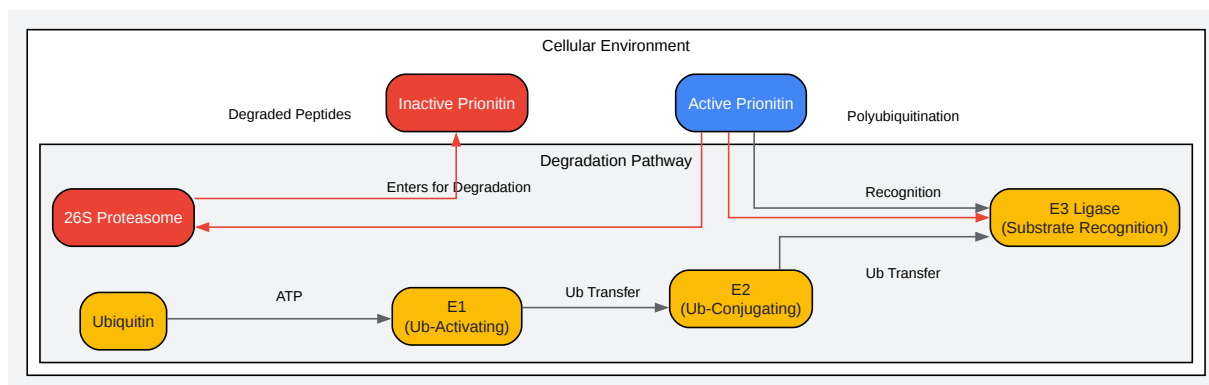 Cellular Environment
Inactive Prionitin
Active Prionitin
Degraded Peptides
Polyubiquitination
Degradation Pathway
Enters for Degradation
Recognition
26S Proteasome
E3 Ligase
(Substrate Recognition)
Ub Transfer
ATP
Ub Transfer
E2
(Ub-Conjugating)
Ubiquitin
E1
(Ub-Activating)